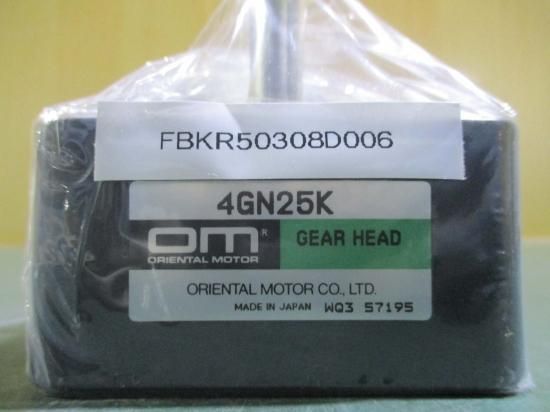 FBKR50308D006
4GN25K
OM® GEAR HEAD
ORIENTAL MOTOR
ORIENTAL MOTOR CO., LTD.
MADE IN JAPAN WQ3 57195